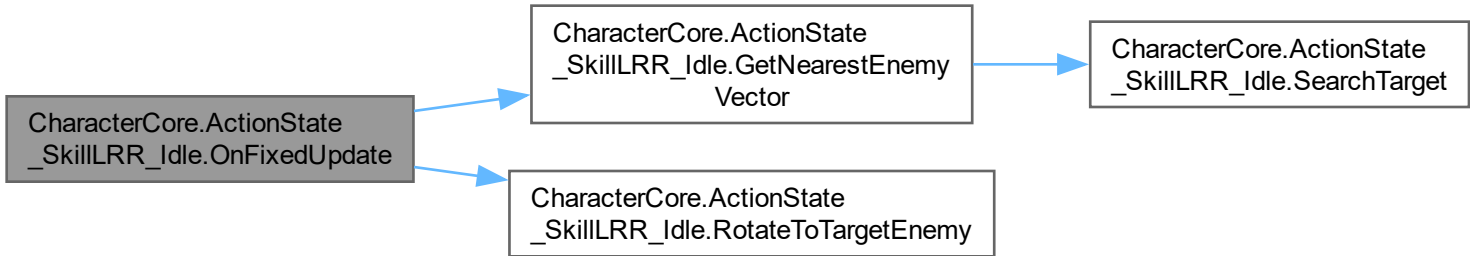 CharacterCore.ActionState
_SkillLRR_Idle.OnFixedUpdate
CharacterCore.ActionState
_SkillLRR_Idle.GetNearestEnemy
Vector
CharacterCore.ActionState
_SkillLRR_Idle.SearchTarget
CharacterCore.ActionState
_SkillLRR_Idle.RotateToTargetEnemy